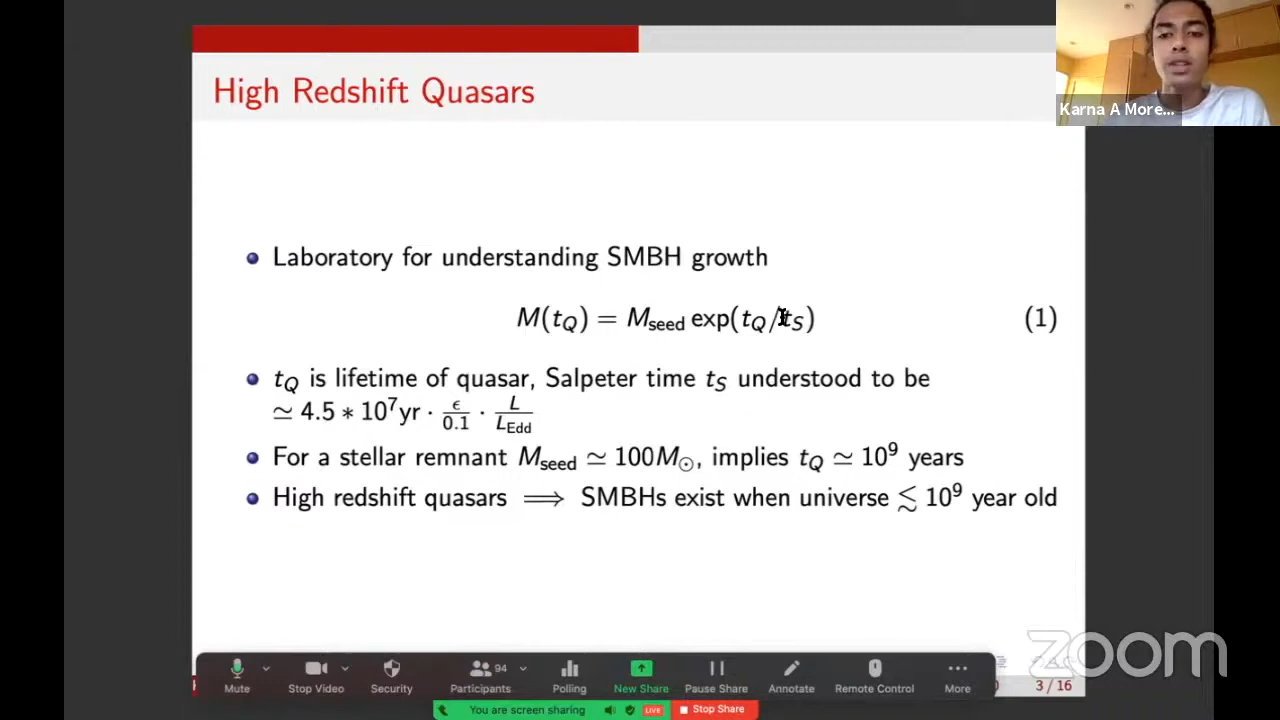 High Redshift Quasars
Karna A More...
Laboratory for understanding SMBH growth
M(t_Q) = M_seed exp(t_Q/t_S) (1)
t_Q is lifetime of quasar, Salpeter time t_S understood to be
≃ 4.5 * 10^7 yr · ϵ/0.1 · L/L_Edd
For a stellar remnant M_seed ≃ 100M_⊙, implies t_Q ≃ 10^9 years
High redshift quasars ⟹ SMBHs exist when universe ≲ 10^9 year old
zoom
94
Mute Stop Video Security Participants Polling New Share Pause Share Annotate Remote Control More
3 / 16
You are screen sharing LIVE Stop Share